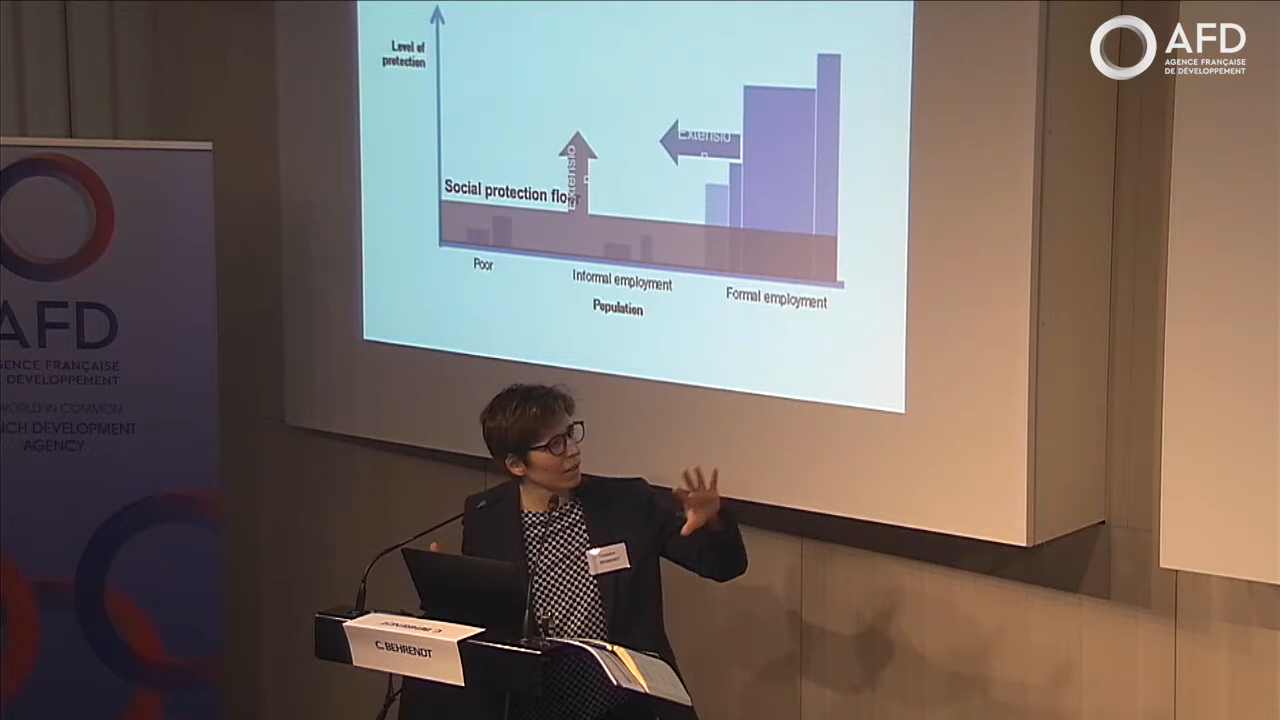 AFD
AGENCE FRANÇAISE
DE DÉVELOPPEMENT
Level of
protection
Extensio
n
Extensio
Social protection floor
Poor
Informal employment
Formal employment
Population
AFD
GENCE FRANÇAISE
E DÉVELOPPEMENT
WORLD IN COMMON
NCH DEVELOPMENT
AGENCY
C. BEHRENDT
C. BEHRENDT